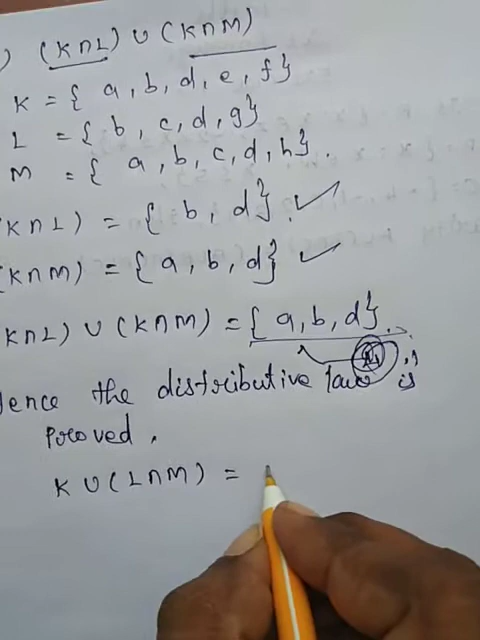 ) (K∩L) ∪ (K∩M)
K = { a, b, d, e, f}
L = { b, c, d, g}
M = { a, b, c, d, h}.
(K∩L) = { b, d}.
(K∩M) = { a, b, d}
(K∩L) ∪ (K∩M) = { a, b, d}.
Hence the distributive law is
proved.
K ∪ (L∩M) =